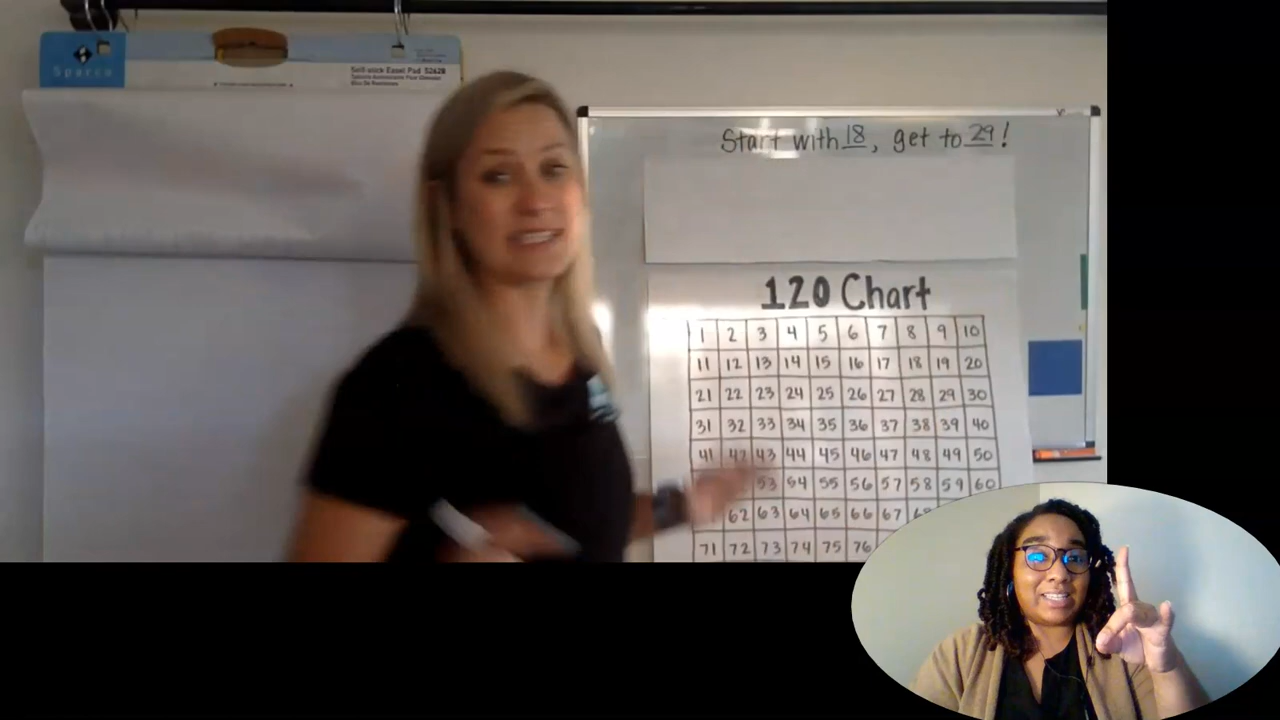 Sparco
Self-stick Easel Pad 52628
Start with 18, get to 29!
120 Chart
1 2 3 4 5 6 7 8 9 10
11 12 13 14 15 16 17 18 19 20
21 22 23 24 25 26 27 28 29 30
31 32 33 34 35 36 37 38 39 40
41 42 43 44 45 46 47 48 49 50
53 54 55 56 57 58 59 60
62 63 64 65 66 67
71 72 73 74 75 76